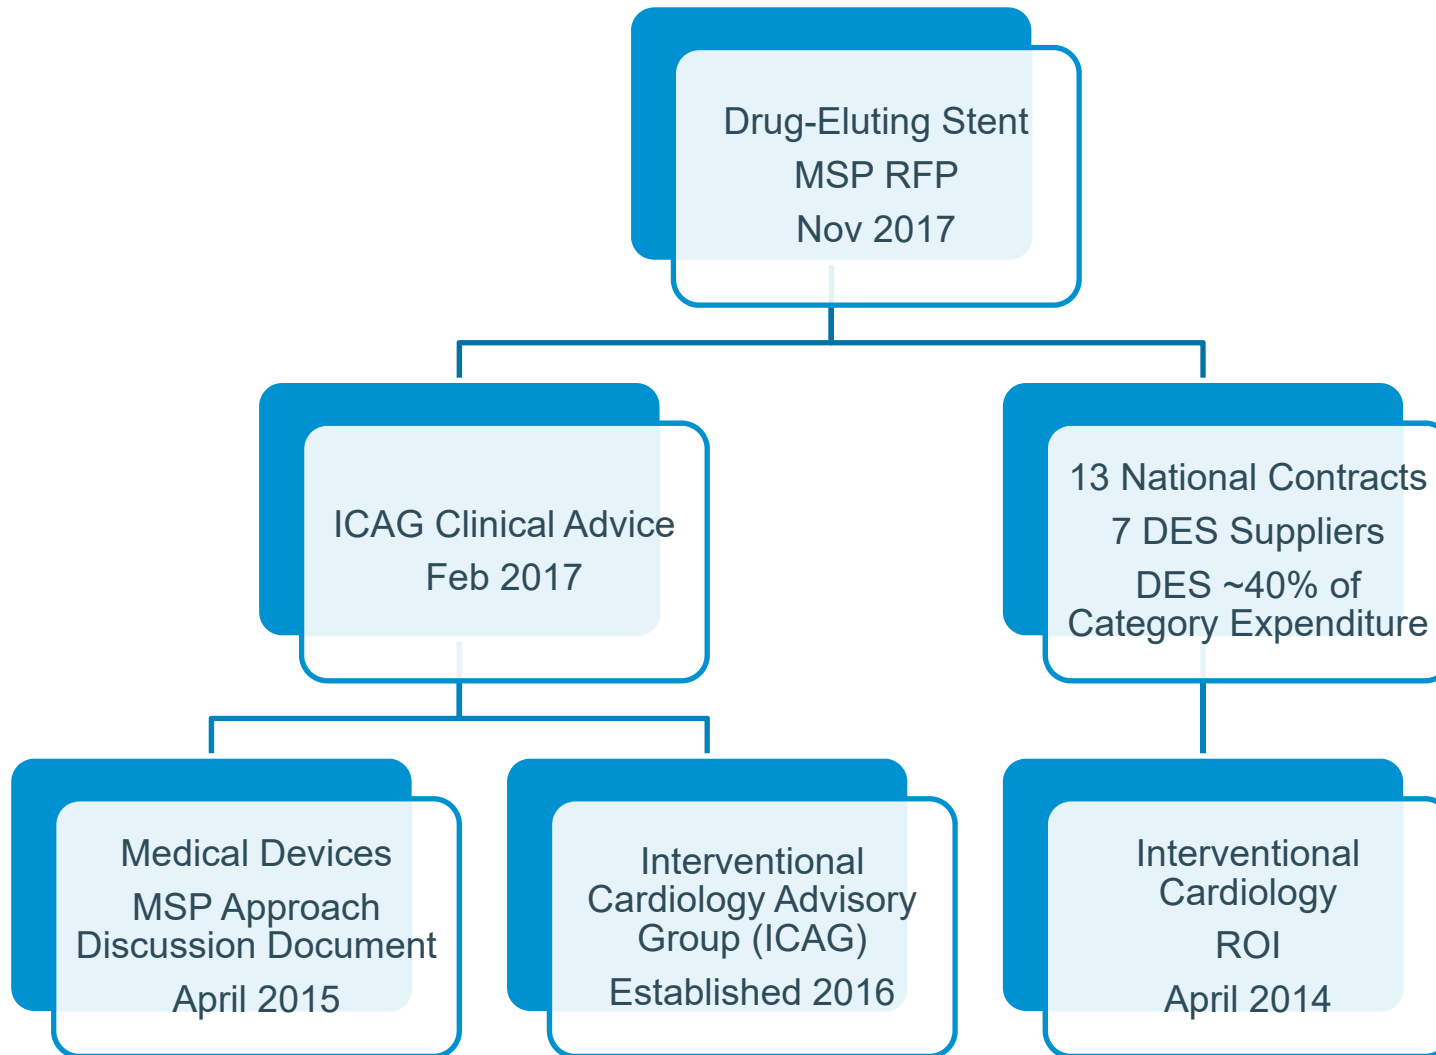 Drug-Eluting Stent
MSP RFP
Nov 2017
ICAG Clinical Advice
Feb 2017
13 National Contracts
7 DES Suppliers
DES ~40% of
Category Expenditure
Medical Devices
MSP Approach
Discussion Document
April 2015
Interventional
Cardiology Advisory
Group (ICAG)
Established 2016
Interventional
Cardiology
ROI
April 2014